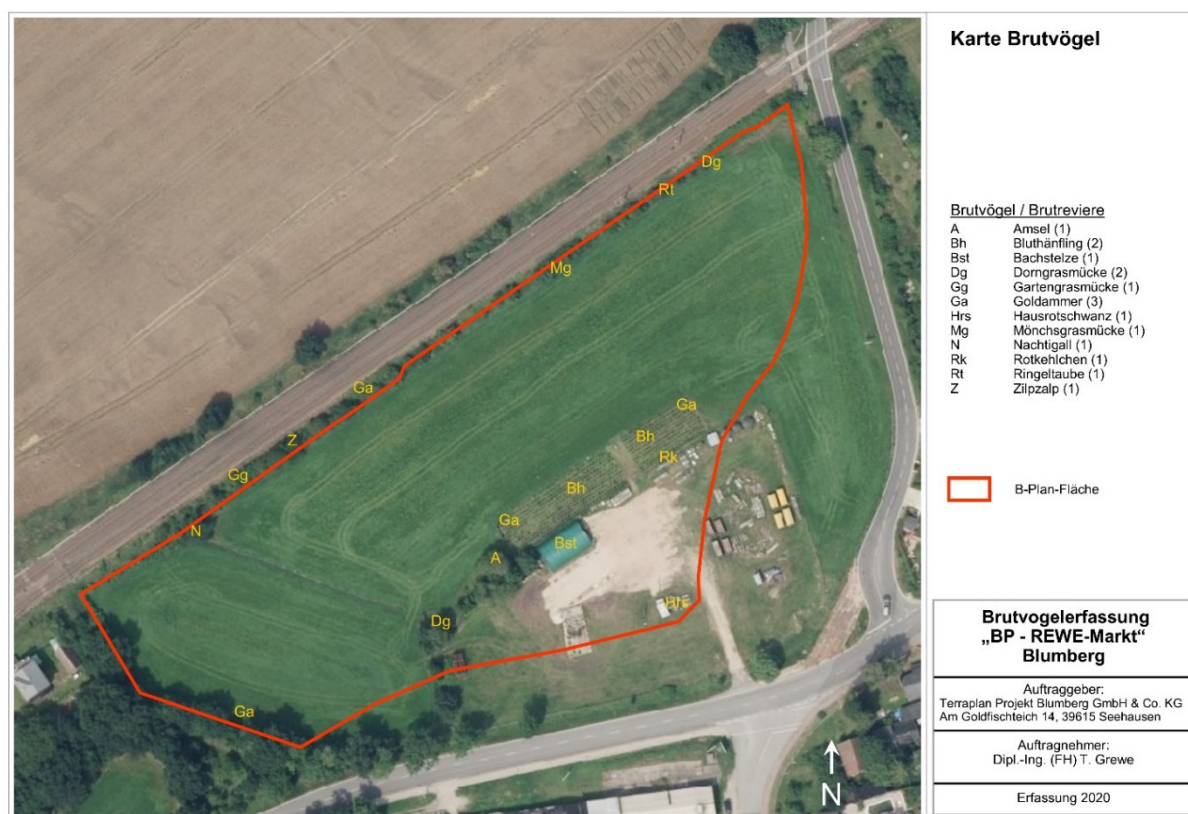 Karte Brutvögel
Brutvögel / Brutreviere
A Amsel (1)
Bh Bluthänfling (2)
Bst Bachstelze (1)
Dg Dorngrasmücke (2)
Gg Gartengrasmücke (1)
Ga Goldammer (3)
Hrs Hausrotschwanz (1)
Mg Mönchsgrasmücke (1)
N Nachtigall (1)
Rk Rotkehlchen (1)
Rt Ringeltaube (1)
Z Zilpzalp (1)
B-Plan-Fläche
Brutvogelerfassung
„BP - REWE-Markt“
Blumberg
Auftraggeber:
Terraplan Projekt Blumberg GmbH & Co. KG
Am Goldfischteich 14, 39615 Seehausen
Auftragnehmer:
Dipl.-Ing. (FH) T. Grewe
Erfassung 2020
Dg
Rt
Mg
Ga
Z
Gg
N
Ga
Bh
Rk
Bh
Ga
Bst
A
Hrs
Dg
Ga
N